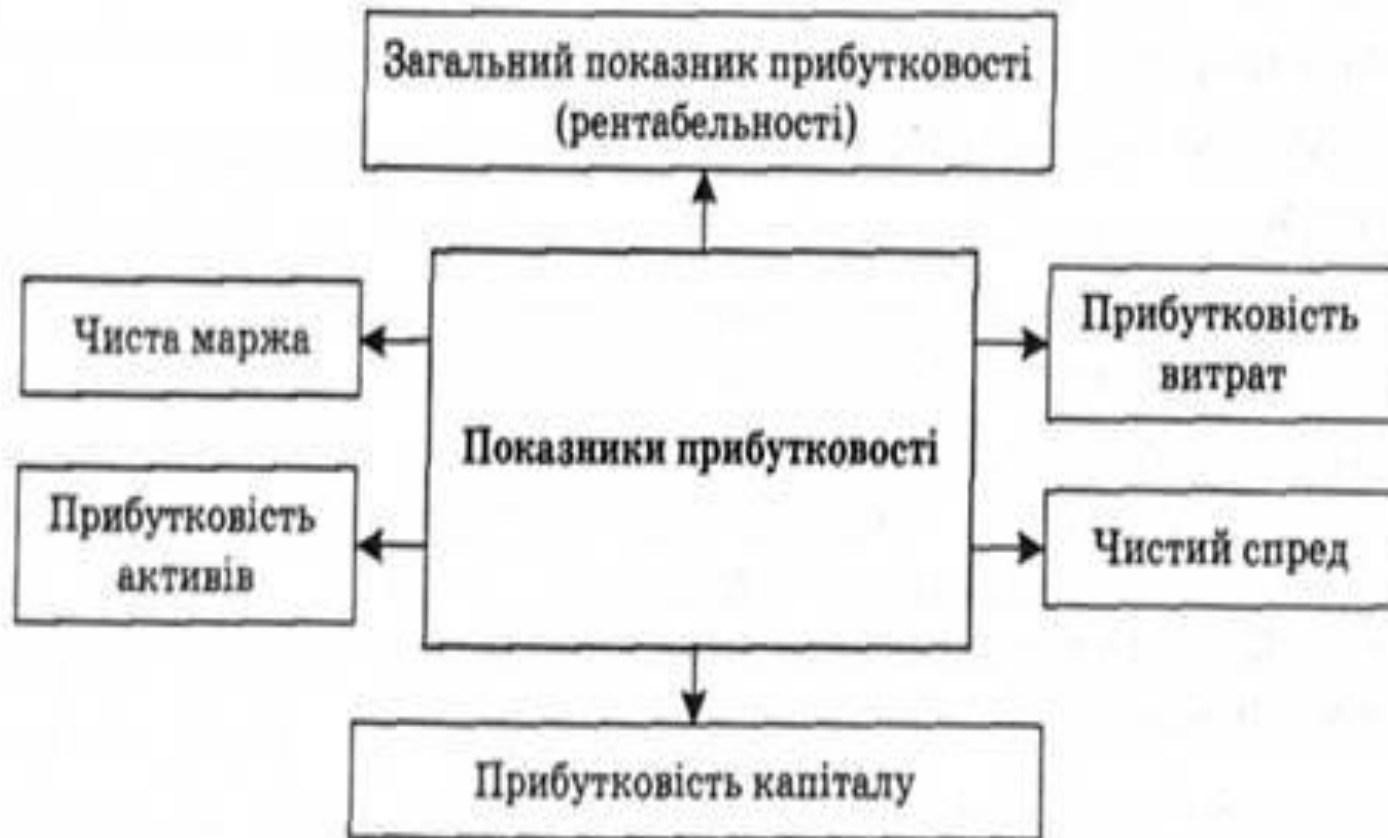 Загальний показник прибутковості
(рентабельності)
Чиста маржа
Прибутковість
витрат
Показники прибутковості
Прибутковість
активів
Чистий спред
Прибутковість капіталу